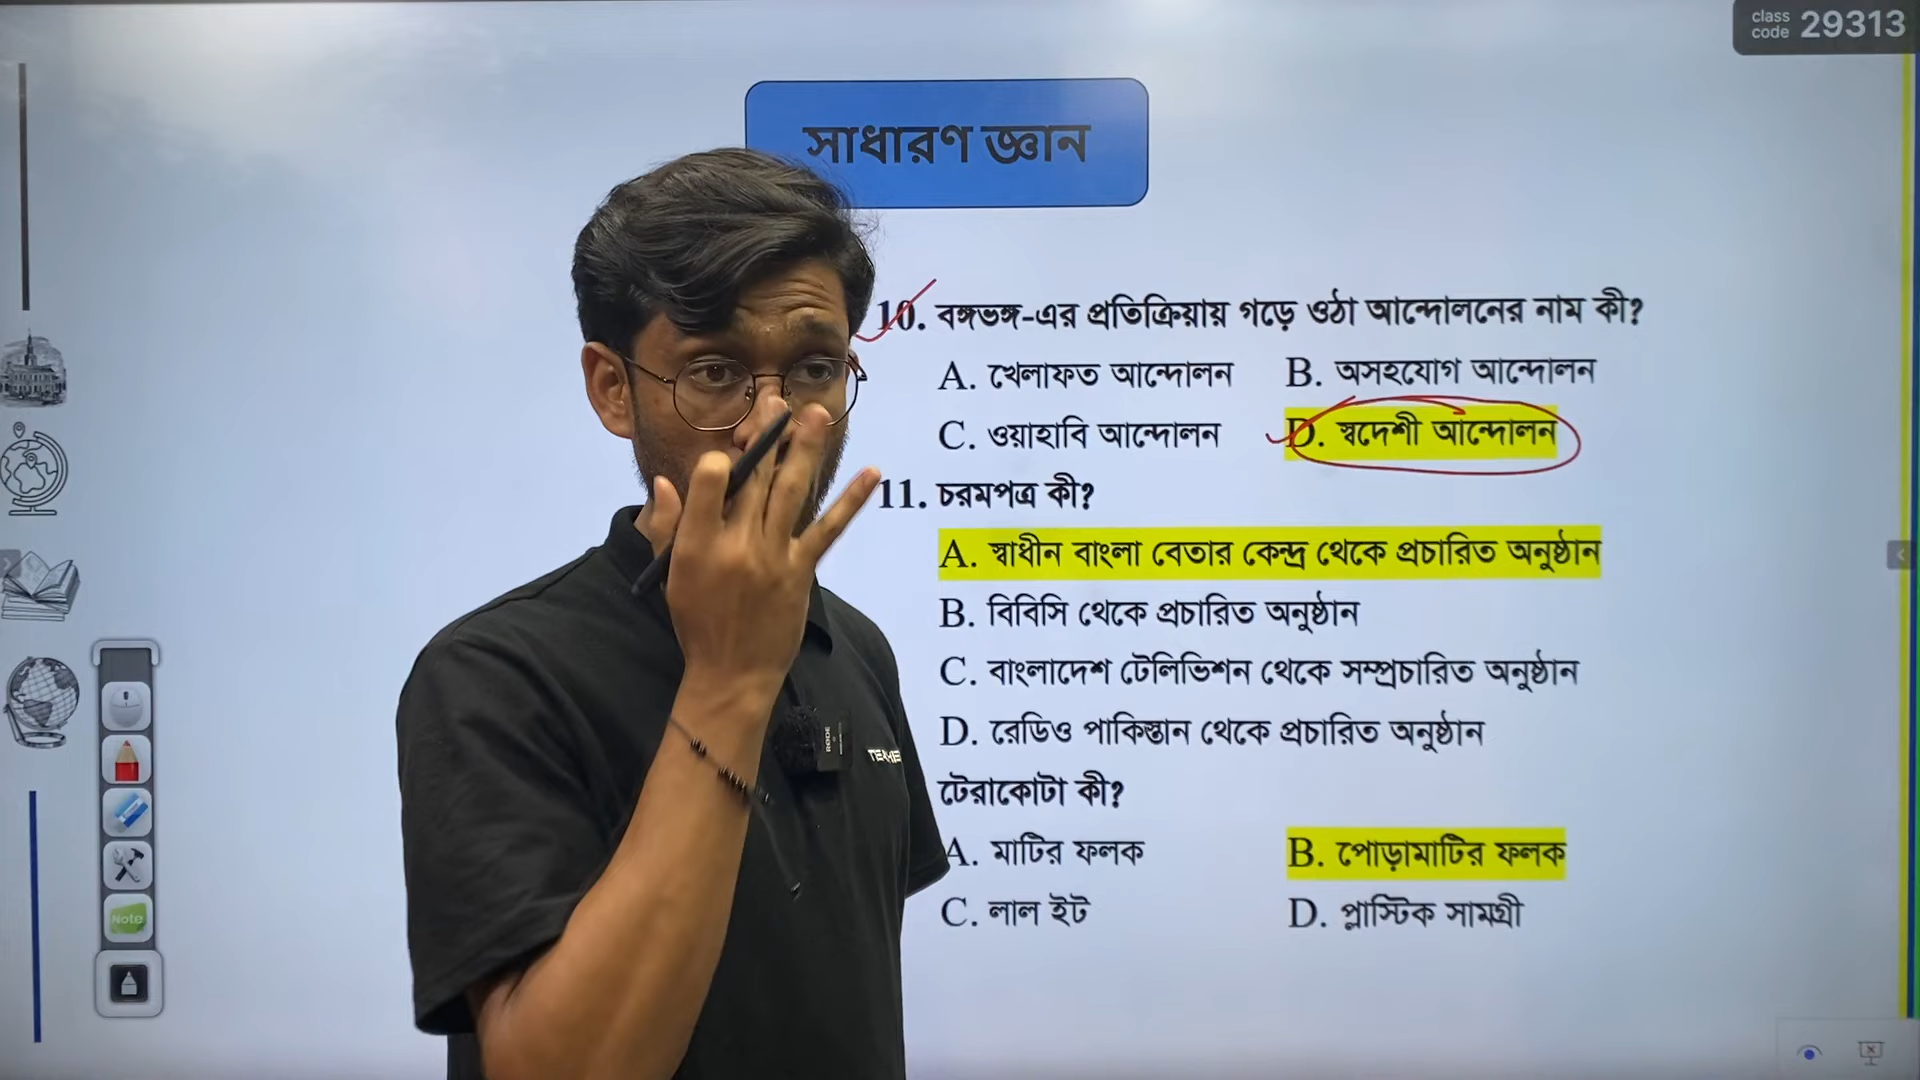 class code 29313
সাধারণ জ্ঞান
10. বঙ্গভঙ্গ-এর প্রতিক্রিয়ায় গড়ে ওঠা আন্দোলনের নাম কী?
A. খেলাফত আন্দোলন B. অসহযোগ আন্দোলন
C. ওয়াহাবি আন্দোলন D. স্বদেশী আন্দোলন
11. চরমপত্র কী?
A. স্বাধীন বাংলা বেতার কেন্দ্র থেকে প্রচারিত অনুষ্ঠান
B. বিবিসি থেকে প্রচারিত অনুষ্ঠান
C. বাংলাদেশ টেলিভিশন থেকে সম্প্রচারিত অনুষ্ঠান
D. রেডিও পাকিস্তান থেকে প্রচারিত অনুষ্ঠান
টেরাকোটা কী?
A. মাটির ফলক B. পোড়ামাটির ফলক
C. লাল ইট D. প্লাস্টিক সামগ্রী
Note
RODE